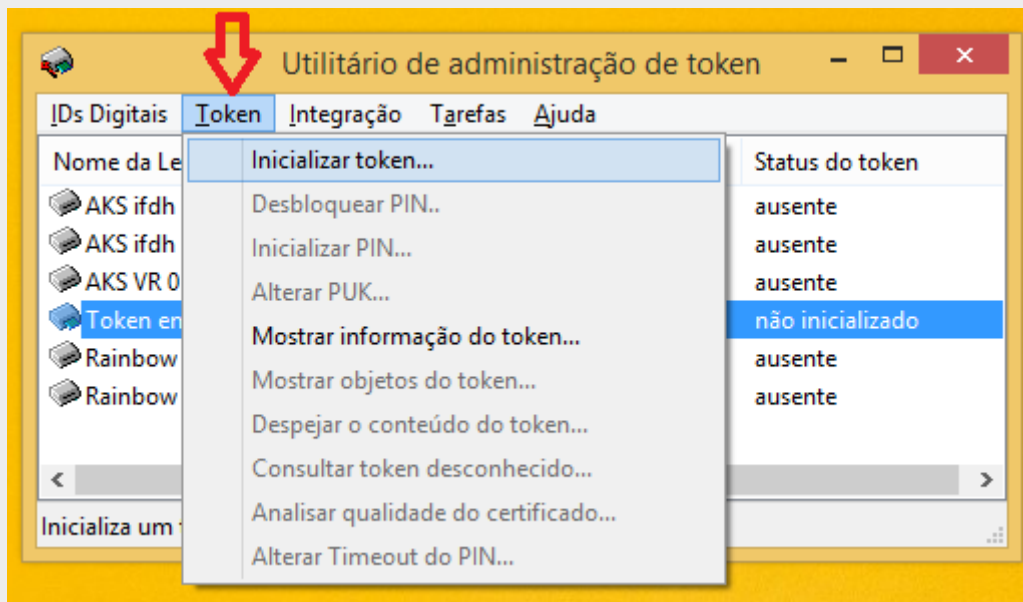 Utilitário de administração de token
IDs Digitais Token Integração Tarefas Ajuda
Nome da Le Status do token
AKS ifdh ausente
AKS ifdh ausente
AKS VR 0 ausente
Token en não inicializado
Rainbow ausente
Rainbow ausente
Inicializa um
Inicializar token...
Desbloquear PIN..
Inicializar PIN...
Alterar PUK...
Mostrar informação do token...
Mostrar objetos do token...
Despejar o conteúdo do token...
Consultar token desconhecido...
Analisar qualidade do certificado...
Alterar Timeout do PIN...